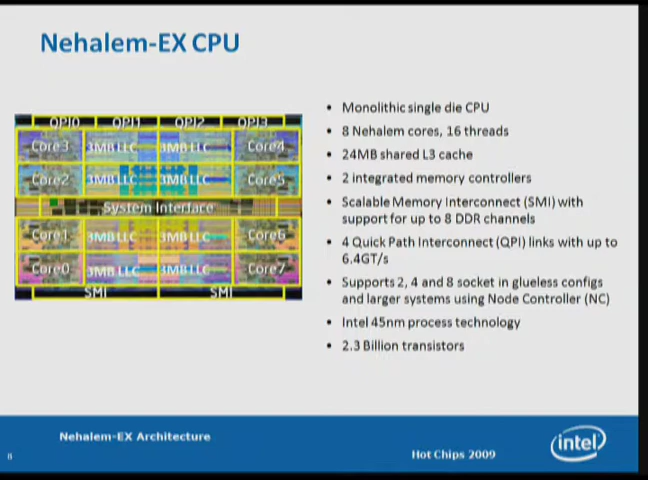 Nehalem-EX CPU
QPI0 QPI1 QPI2 QPI3
Core3 3MB LLC 3MB LLC Core4
Core2 3MB LLC 3MB LLC Core5
System Interface
Core1 3MB LLC 3MB LLC Core6
Core0 3MB LLC 3MB LLC Core7
SMI SMI
• Monolithic single die CPU
• 8 Nehalem cores, 16 threads
• 24MB shared L3 cache
• 2 integrated memory controllers
• Scalable Memory Interconnect (SMI) with
support for up to 8 DDR channels
• 4 Quick Path Interconnect (QPI) links with up to
6.4GT/s
• Supports 2, 4 and 8 socket in glueless configs
and larger systems using Node Controller (NC)
• Intel 45nm process technology
• 2.3 Billion transistors
Nehalem-EX Architecture
8
Hot Chips 2009
intel